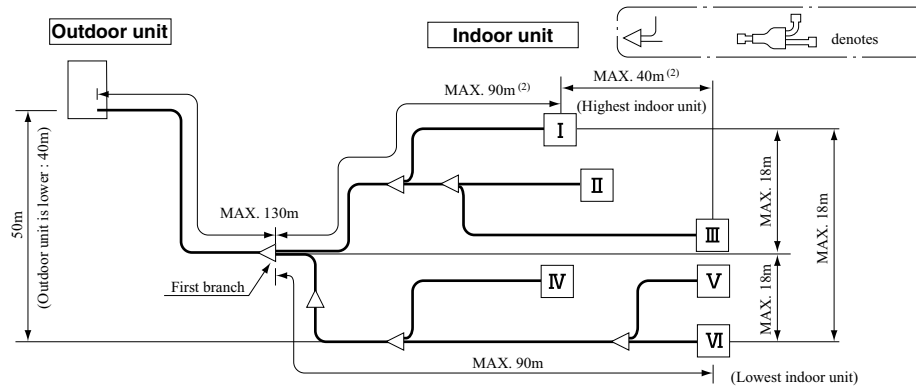 Outdoor unit
Indoor unit
denotes
MAX. 40m (2)
MAX. 90m (2)
(Highest indoor unit)
I
II
III
MAX. 130m
50m
(Outdoor unit is lower : 40m)
MAX. 18m
MAX. 18m
MAX. 18m
First branch
IV
V
VI
MAX. 90m
(Lowest indoor unit)